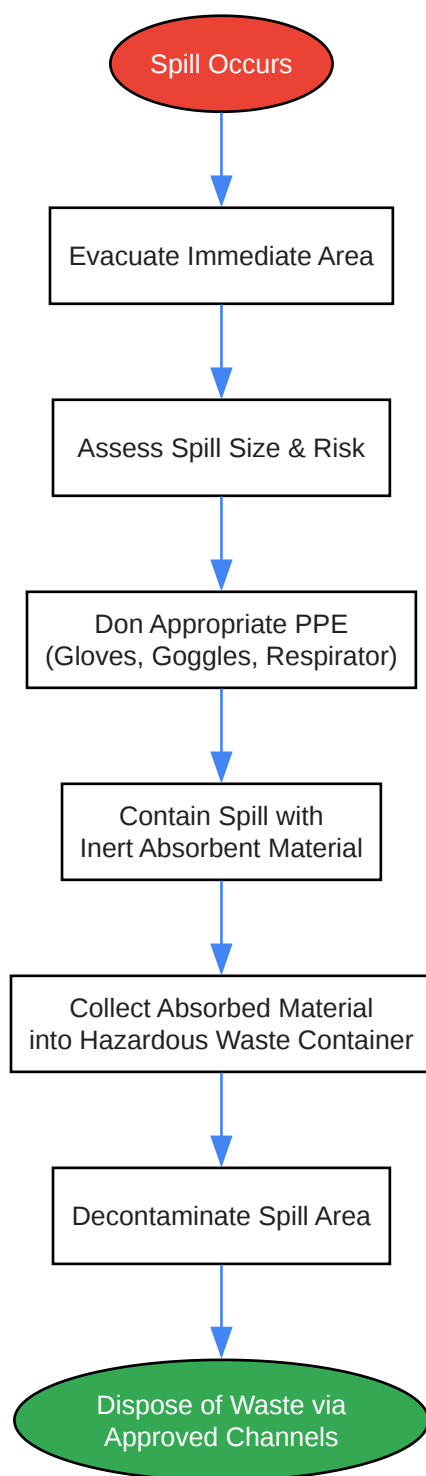 Spill Occurs
Evacuate Immediate Area
Assess Spill Size & Risk
Don Appropriate PPE
(Gloves, Goggles, Respirator)
Contain Spill with
Inert Absorbent Material
Collect Absorbed Material
into Hazardous Waste Container
Decontaminate Spill Area
Dispose of Waste via
Approved Channels